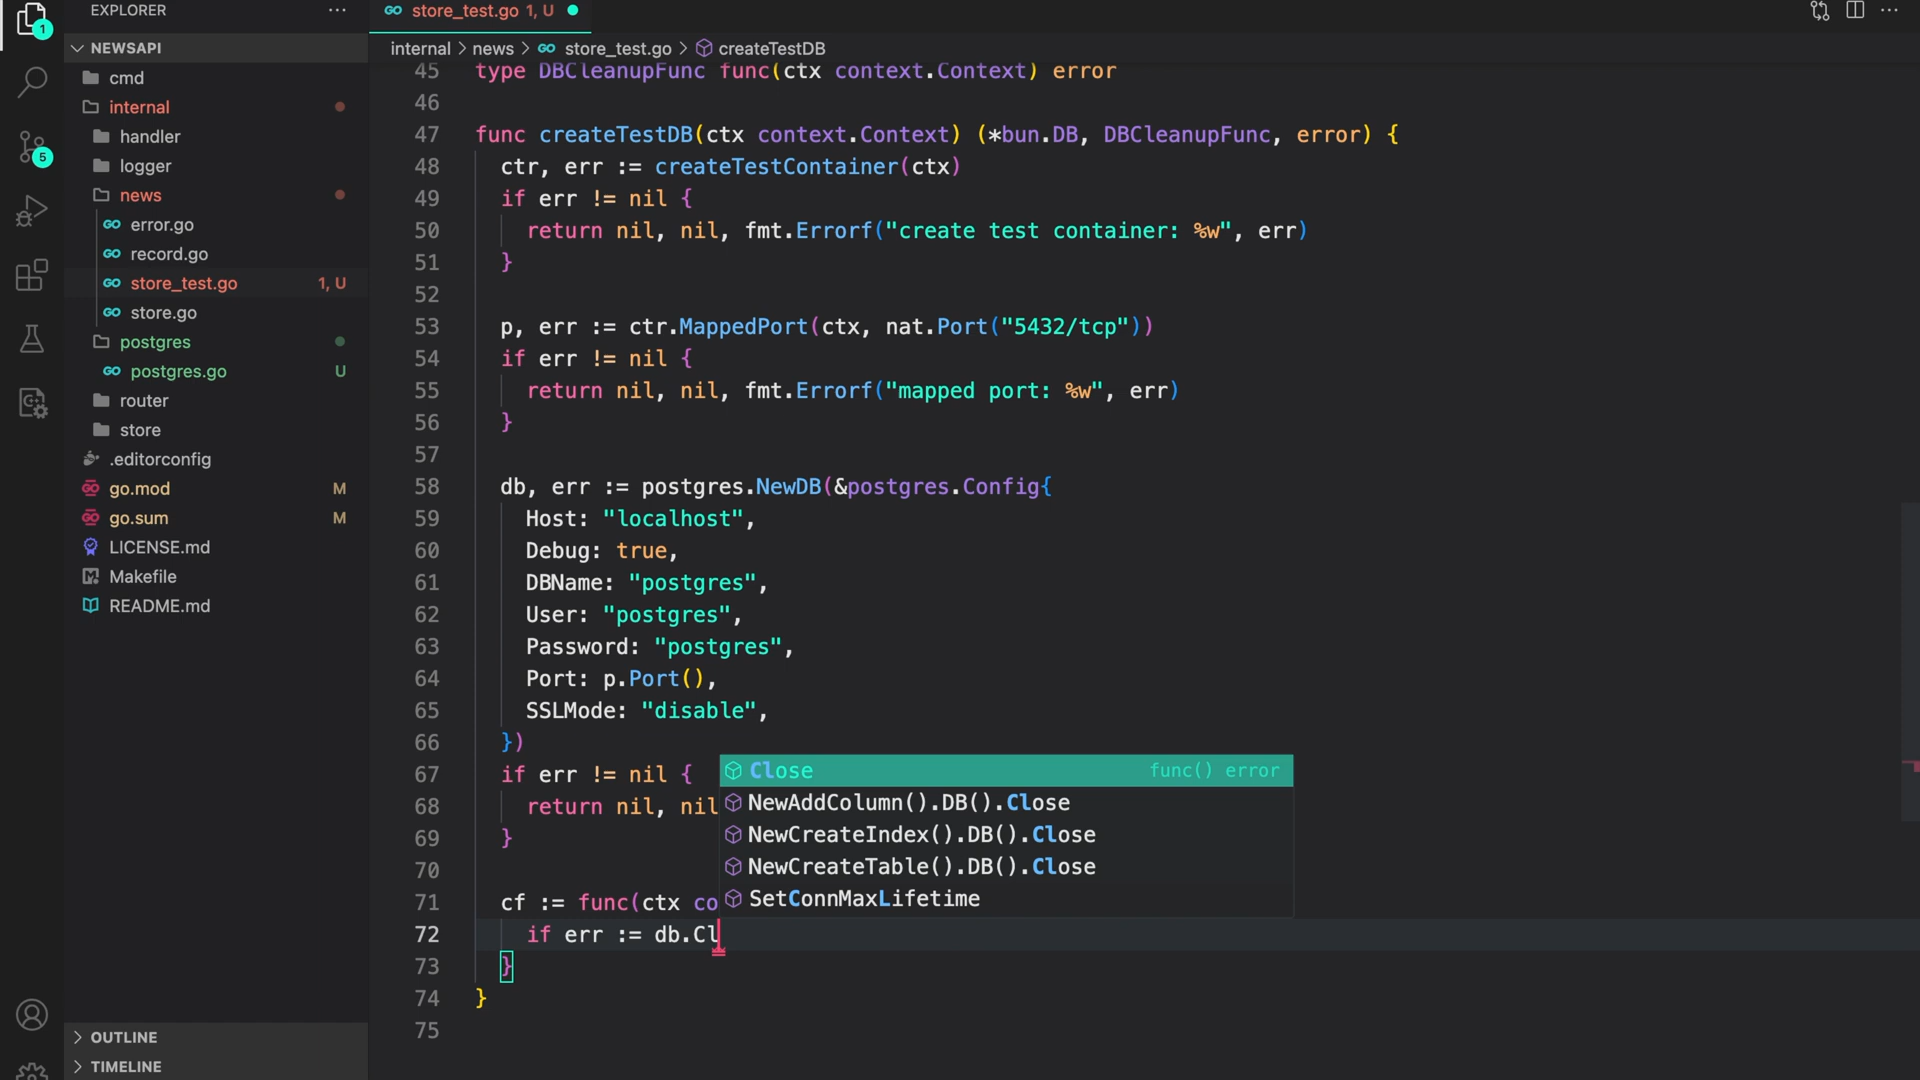 EXPLORER
···
store_test.go 1, U
···
1
NEWSAPI
internal > news > store_test.go > createTestDB
cmd
internal
handler
5
logger
news
error.go
record.go
store_test.go 1, U
store.go
postgres
postgres.go U
router
store
.editorconfig
go.mod M
go.sum M
LICENSE.md
Makefile
README.md
OUTLINE
TIMELINE
45 type DBCleanupFunc func(ctx context.Context) error
46
47 func createTestDB(ctx context.Context) (*bun.DB, DBCleanupFunc, error) {
48 ctr, err := createTestContainer(ctx)
49 if err != nil {
50 return nil, nil, fmt.Errorf("create test container: %w", err)
51 }
52
53 p, err := ctr.MappedPort(ctx, nat.Port("5432/tcp"))
54 if err != nil {
55 return nil, nil, fmt.Errorf("mapped port: %w", err)
56 }
57
58 db, err := postgres.NewDB(&postgres.Config{
59 Host: "localhost",
60 Debug: true,
61 DBName: "postgres",
62 User: "postgres",
63 Password: "postgres",
64 Port: p.Port(),
65 SSLMode: "disable",
66 })
67 if err != nil {
68 return nil, nil
69 }
70
71 cf := func(ctx co
72 if err := db.Cl
73 }
74 }
75
Close func() error
NewAddColumn().DB().Close
NewCreateIndex().DB().Close
NewCreateTable().DB().Close
SetConnMaxLifetime